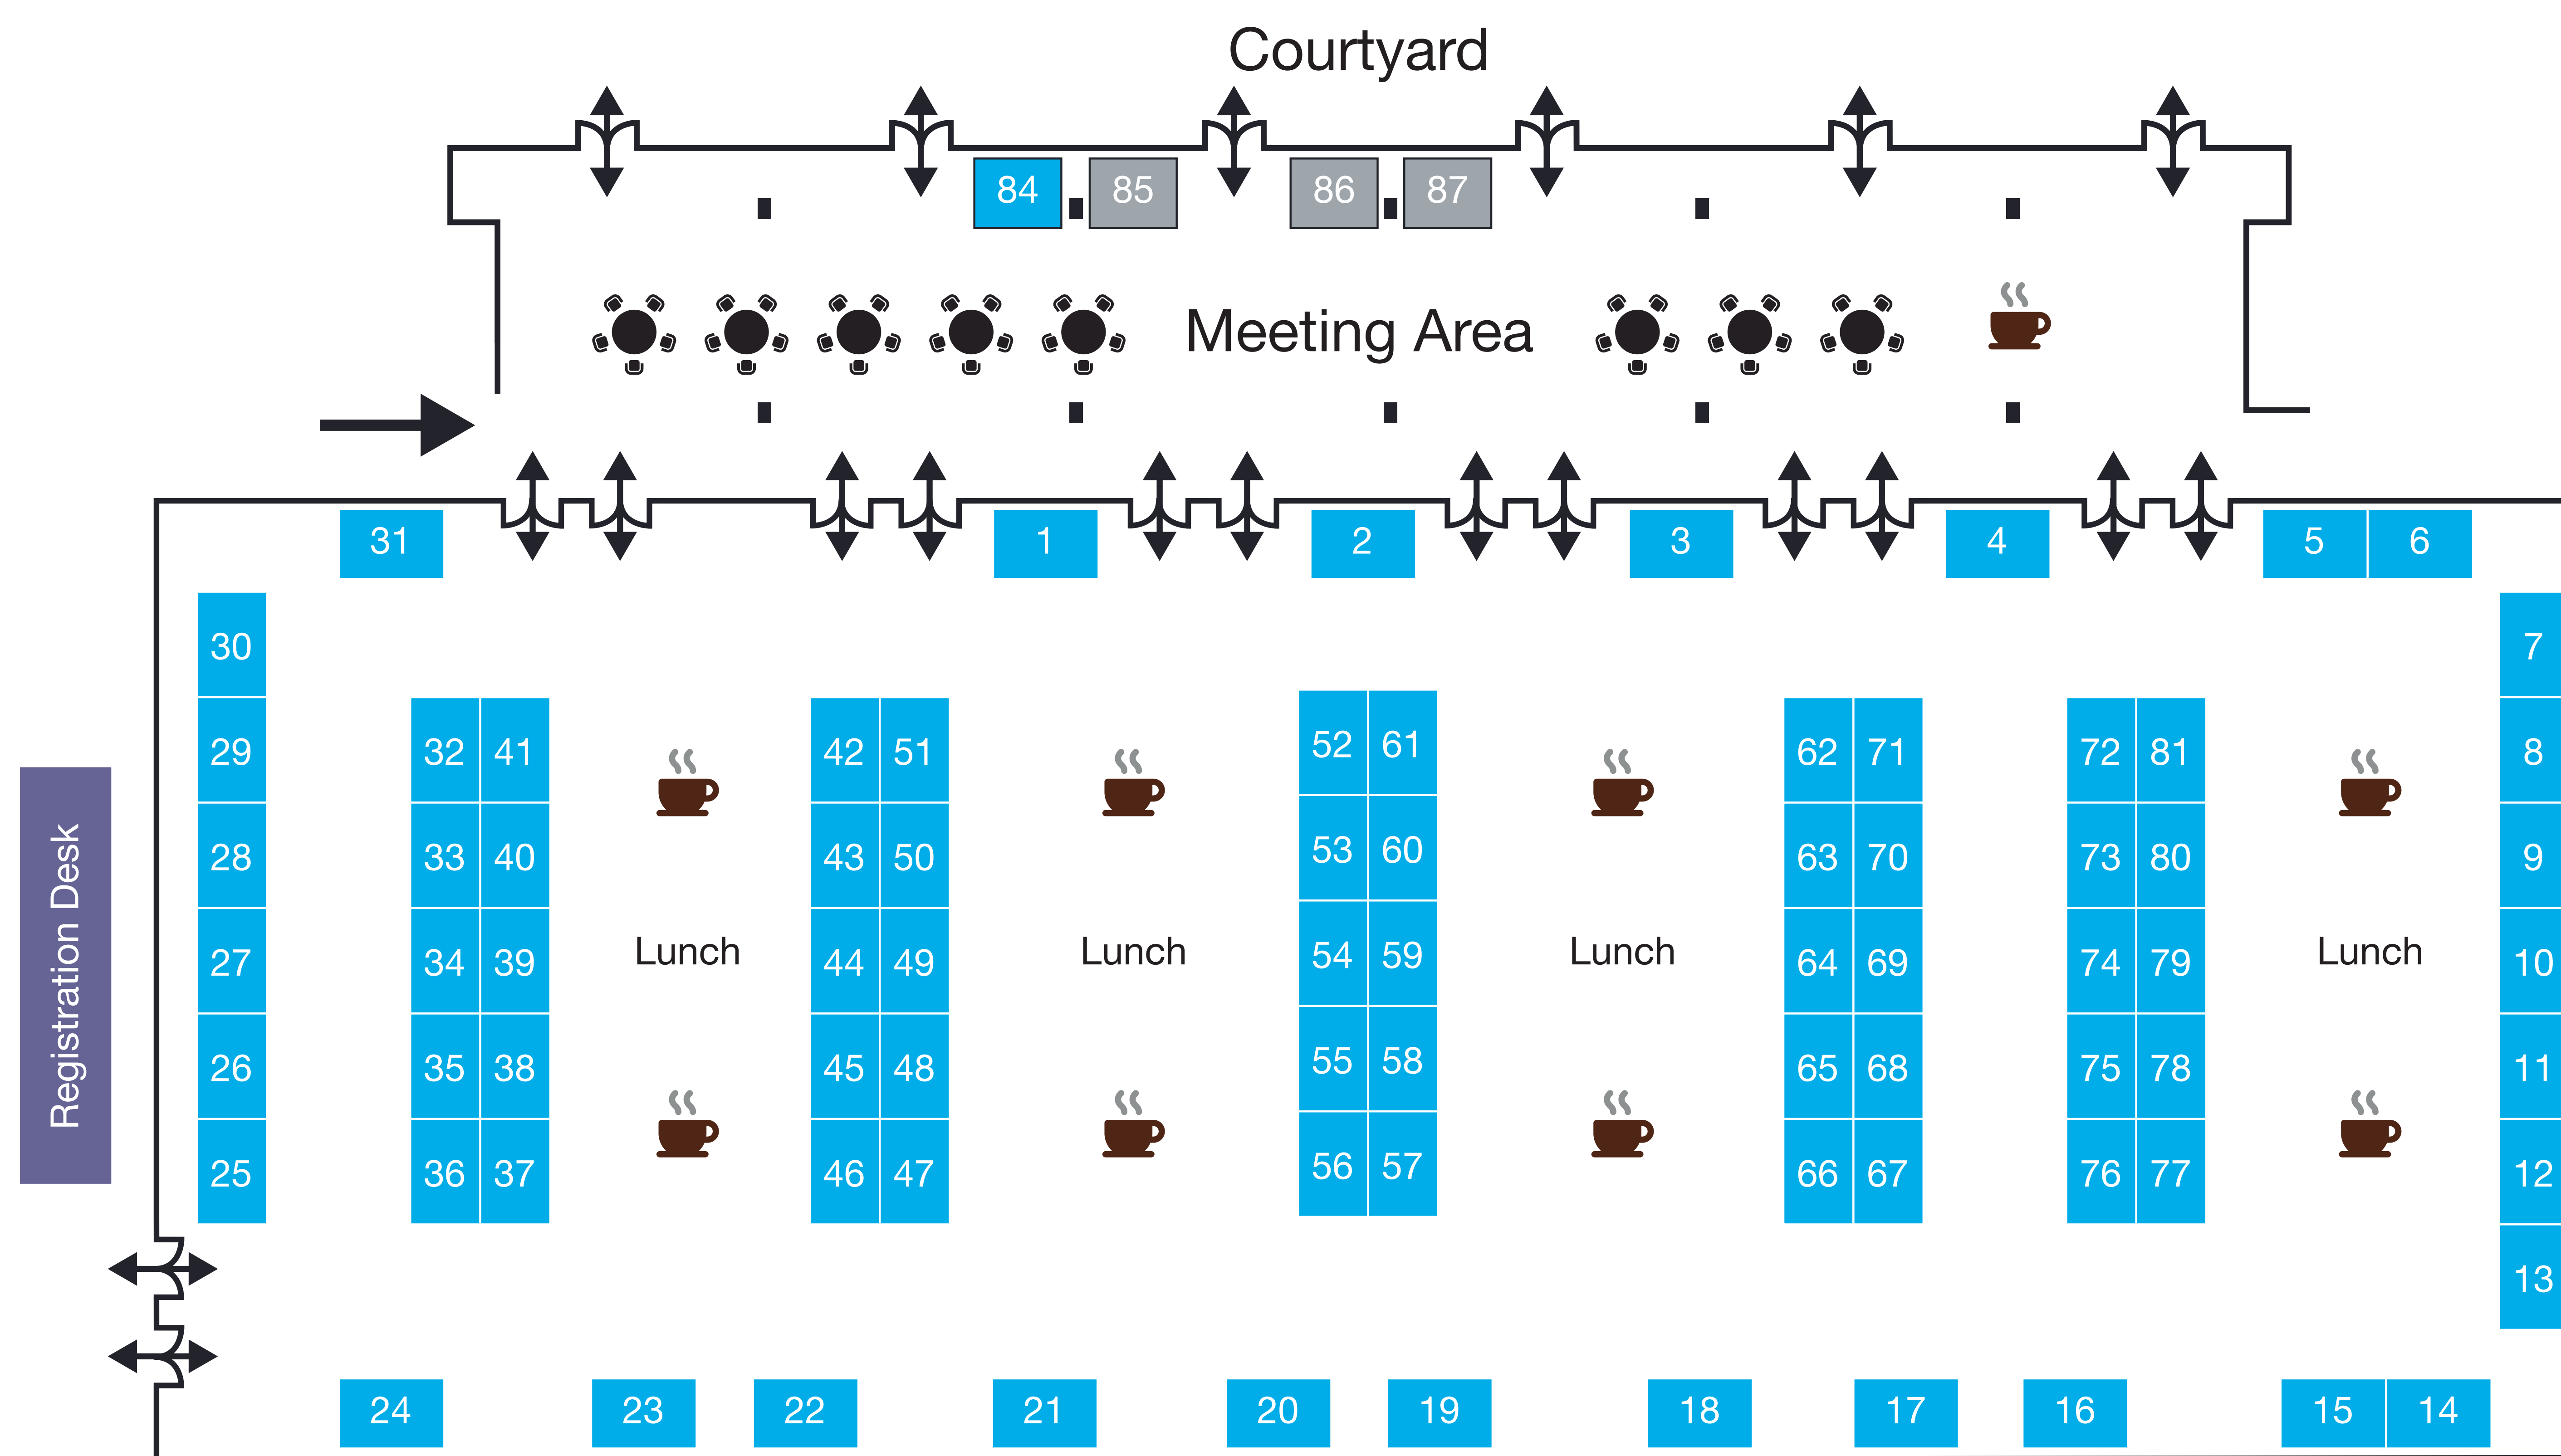 Courtyard
84 85 86 87
Meeting Area
31 1 2 3 4 5 6
30 7
29 32 41 42 51 52 61 62 71 72 81 8
28 33 40 43 50 53 60 63 70 73 80 9
Registration Desk
27 34 39 Lunch 44 49 Lunch 54 59 Lunch 64 69 74 79 Lunch 10
26 35 38 45 48 55 58 65 68 75 78 11
25 36 37 46 47 56 57 66 67 76 77 12
13
24 23 22 21 20 19 18 17 16 15 14